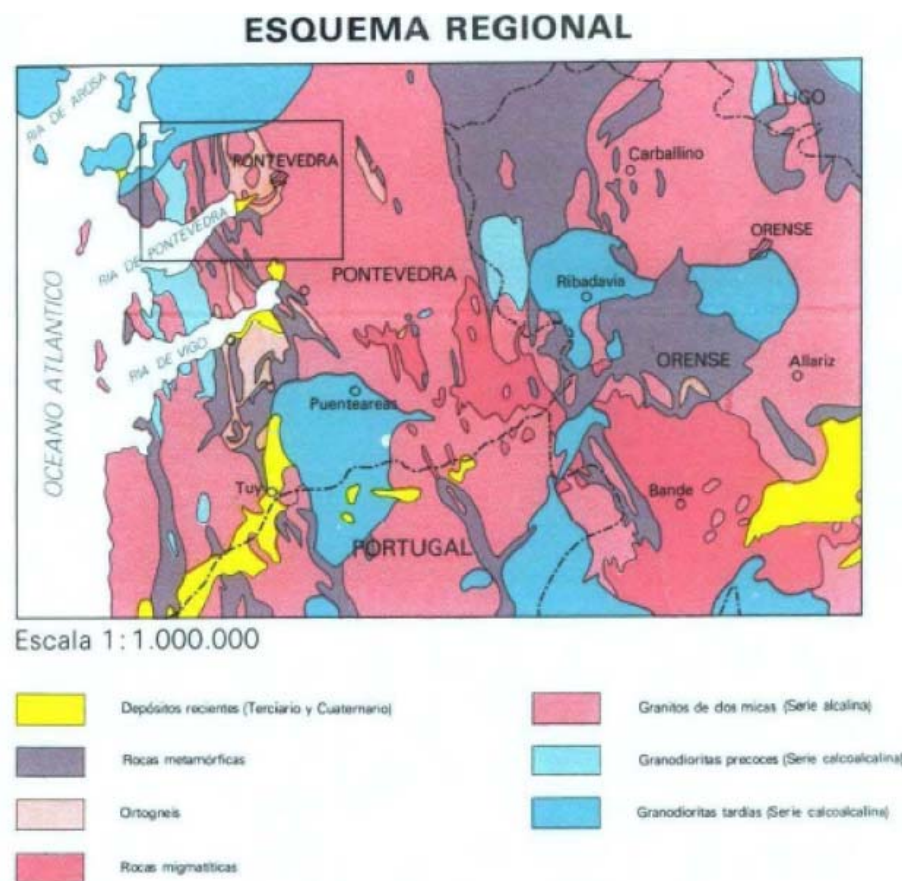 ESQUEMA REGIONAL
RIA DE AROSA
LUGO
PONTEVEDRA
Carballino
RIA DE PONTEVEDRA
ORENSE
PONTEVEDRA
Ribadavia
OCEANO ATLANTICO
RIA DE VIGO
ORENSE
Allariz
Puenteareas
Tuy
Bande
PORTUGAL
Escala 1:1.000.000
Depósitos recientes (Terciario y Cuaternario)
Granitos de dos micas (Serie alcalina)
Rocas metamórficas
Granodioritas precoces (Serie calcoalcalina)
Ortogneis
Granodioritas tardías (Serie calcoalcalina)
Rocas migmatíticas